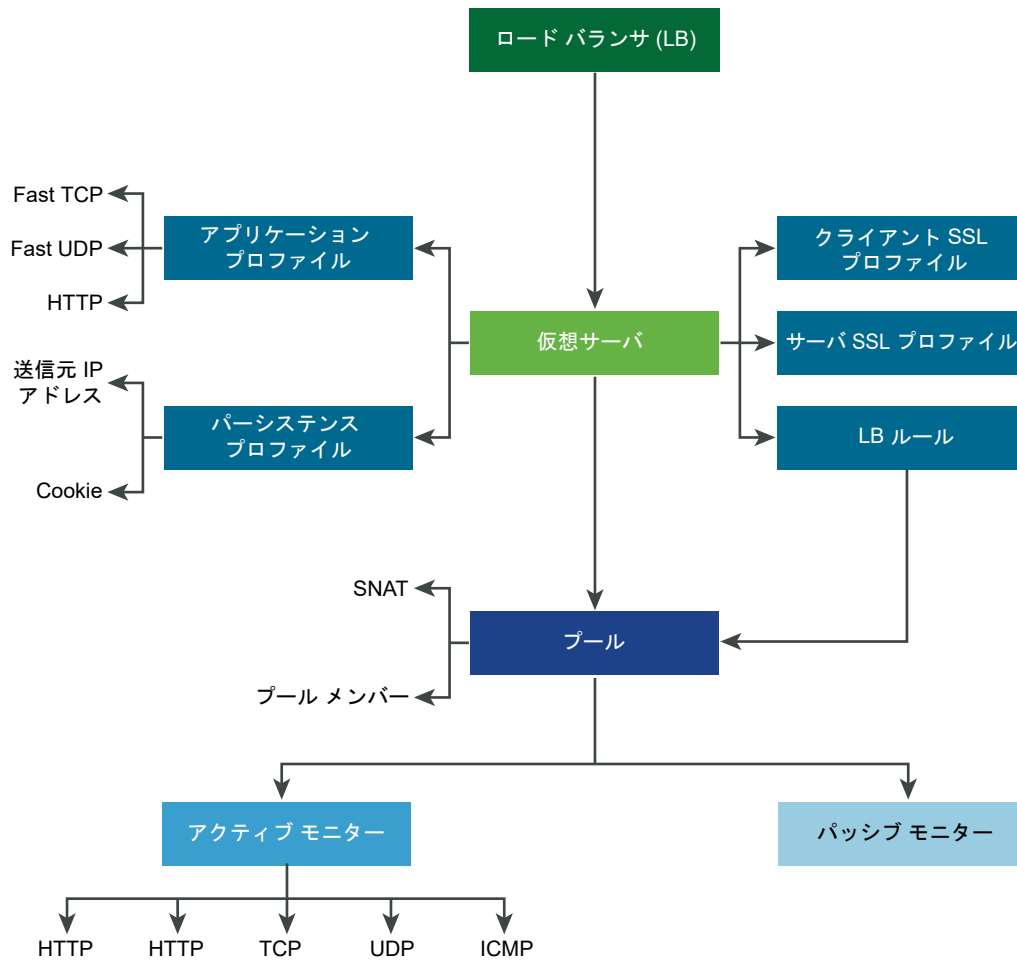 ロード バランサ (LB)
Fast TCP
Fast UDP
HTTP
アプリケーション
プロファイル
クライアント SSL
プロファイル
仮想サーバ
サーバ SSL プロファイル
送信元 IP
アドレス
Cookie
パーシステンス
プロファイル
LB ルール
SNAT
プール
プール メンバー
アクティブ モニター
パッシブ モニター
HTTP
HTTP
TCP
UDP
ICMP